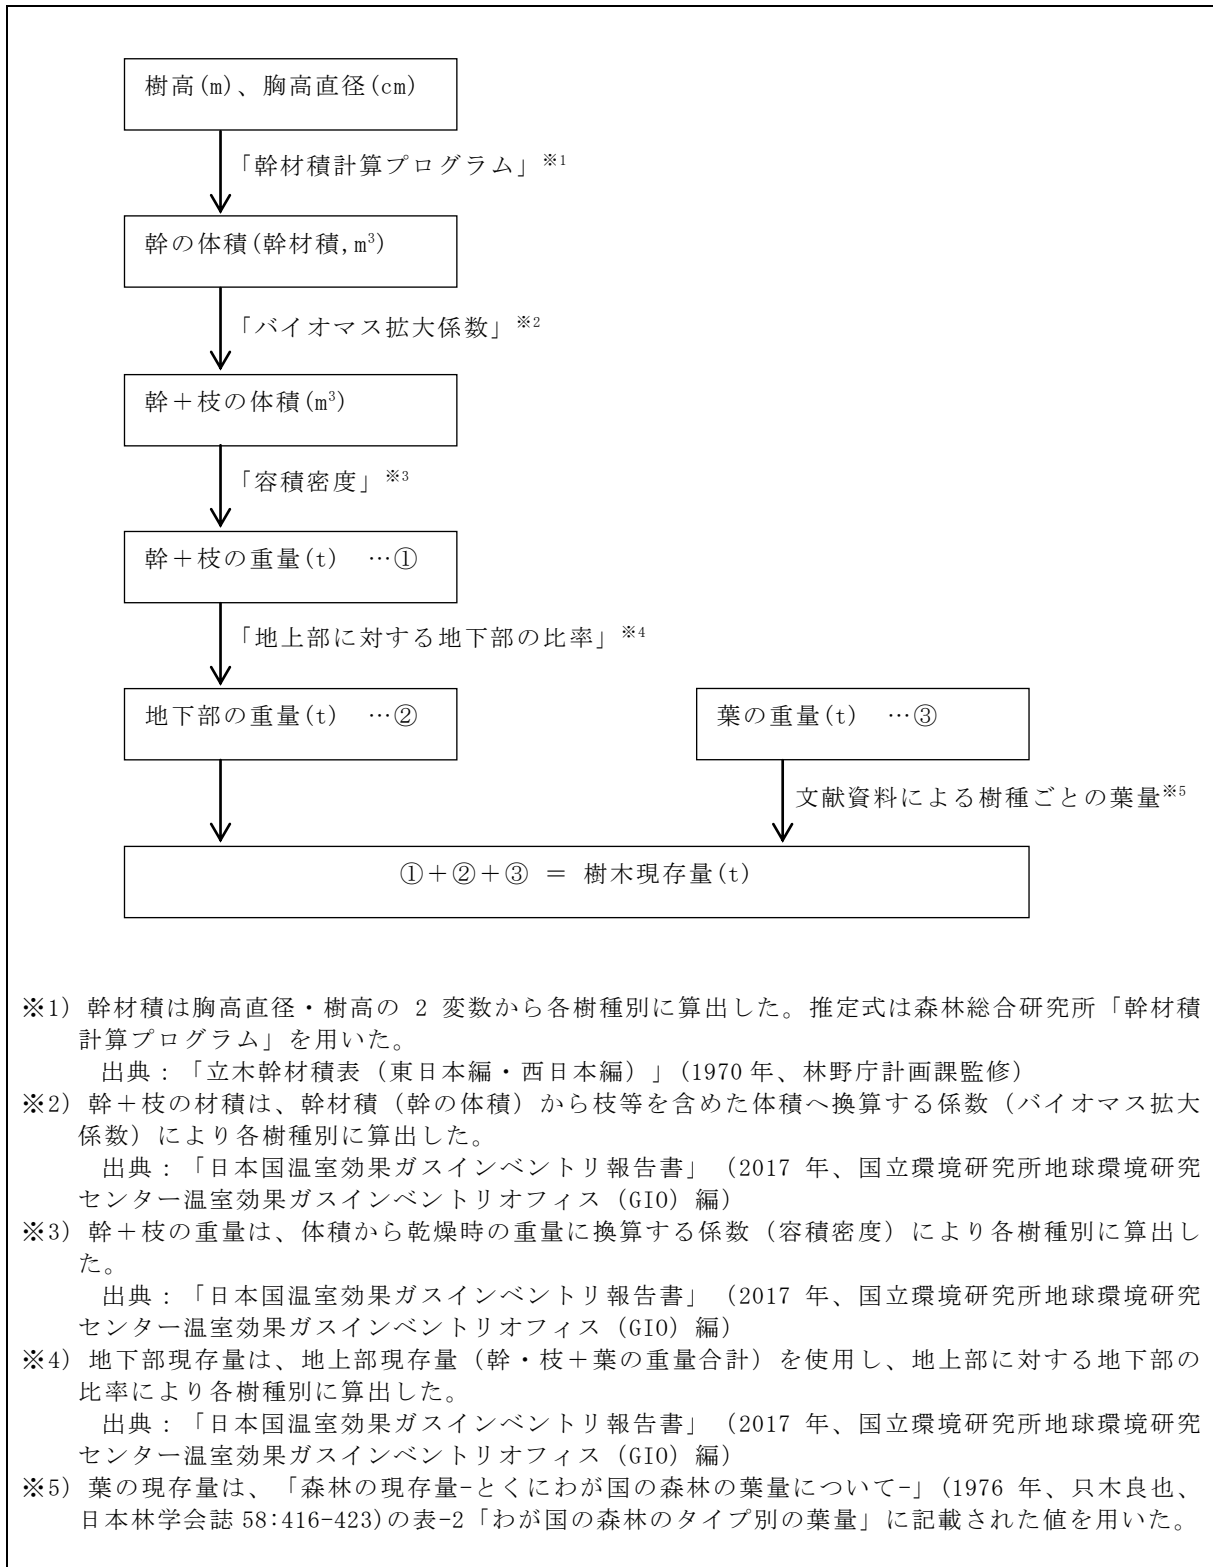 樹高(m)、胸高直径(cm)
「幹材積計算プログラム」※1
幹の体積(幹材積,m³)
「バイオマス拡大係数」※2
幹＋枝の体積(m³)
「容積密度」※3
幹＋枝の重量(t)　…①
「地上部に対する地下部の比率」※4
地下部の重量(t)　…②
葉の重量(t)　…③
文献資料による樹種ごとの葉量※5
①＋②＋③ ＝ 樹木現存量(t)
※1) 幹材積は胸高直径・樹高の 2 変数から各樹種別に算出した。推定式は森林総合研究所「幹材積
計算プログラム」を用いた。
出典：「立木幹材積表（東日本編・西日本編）」(1970 年、林野庁計画課監修）
※2) 幹＋枝の材積は、幹材積（幹の体積）から枝等を含めた体積へ換算する係数（バイオマス拡大
係数）により各樹種別に算出した。
出典：「日本国温室効果ガスインベントリ報告書」（2017 年、国立環境研究所地球環境研究
センター温室効果ガスインベントリオフィス（GIO）編）
※3) 幹＋枝の重量は、体積から乾燥時の重量に換算する係数（容積密度）により各樹種別に算出し
た。
出典：「日本国温室効果ガスインベントリ報告書」（2017 年、国立環境研究所地球環境研究
センター温室効果ガスインベントリオフィス（GIO）編）
※4) 地下部現存量は、地上部現存量（幹・枝＋葉の重量合計）を使用し、地上部に対する地下部の
比率により各樹種別に算出した。
出典：「日本国温室効果ガスインベントリ報告書」（2017 年、国立環境研究所地球環境研究
センター温室効果ガスインベントリオフィス（GIO）編）
※5) 葉の現存量は、「森林の現存量-とくにわが国の森林の葉量について-」(1976 年、只木良也、
日本林学会誌 58:416-423)の表-2「わが国の森林のタイプ別の葉量」に記載された値を用いた。